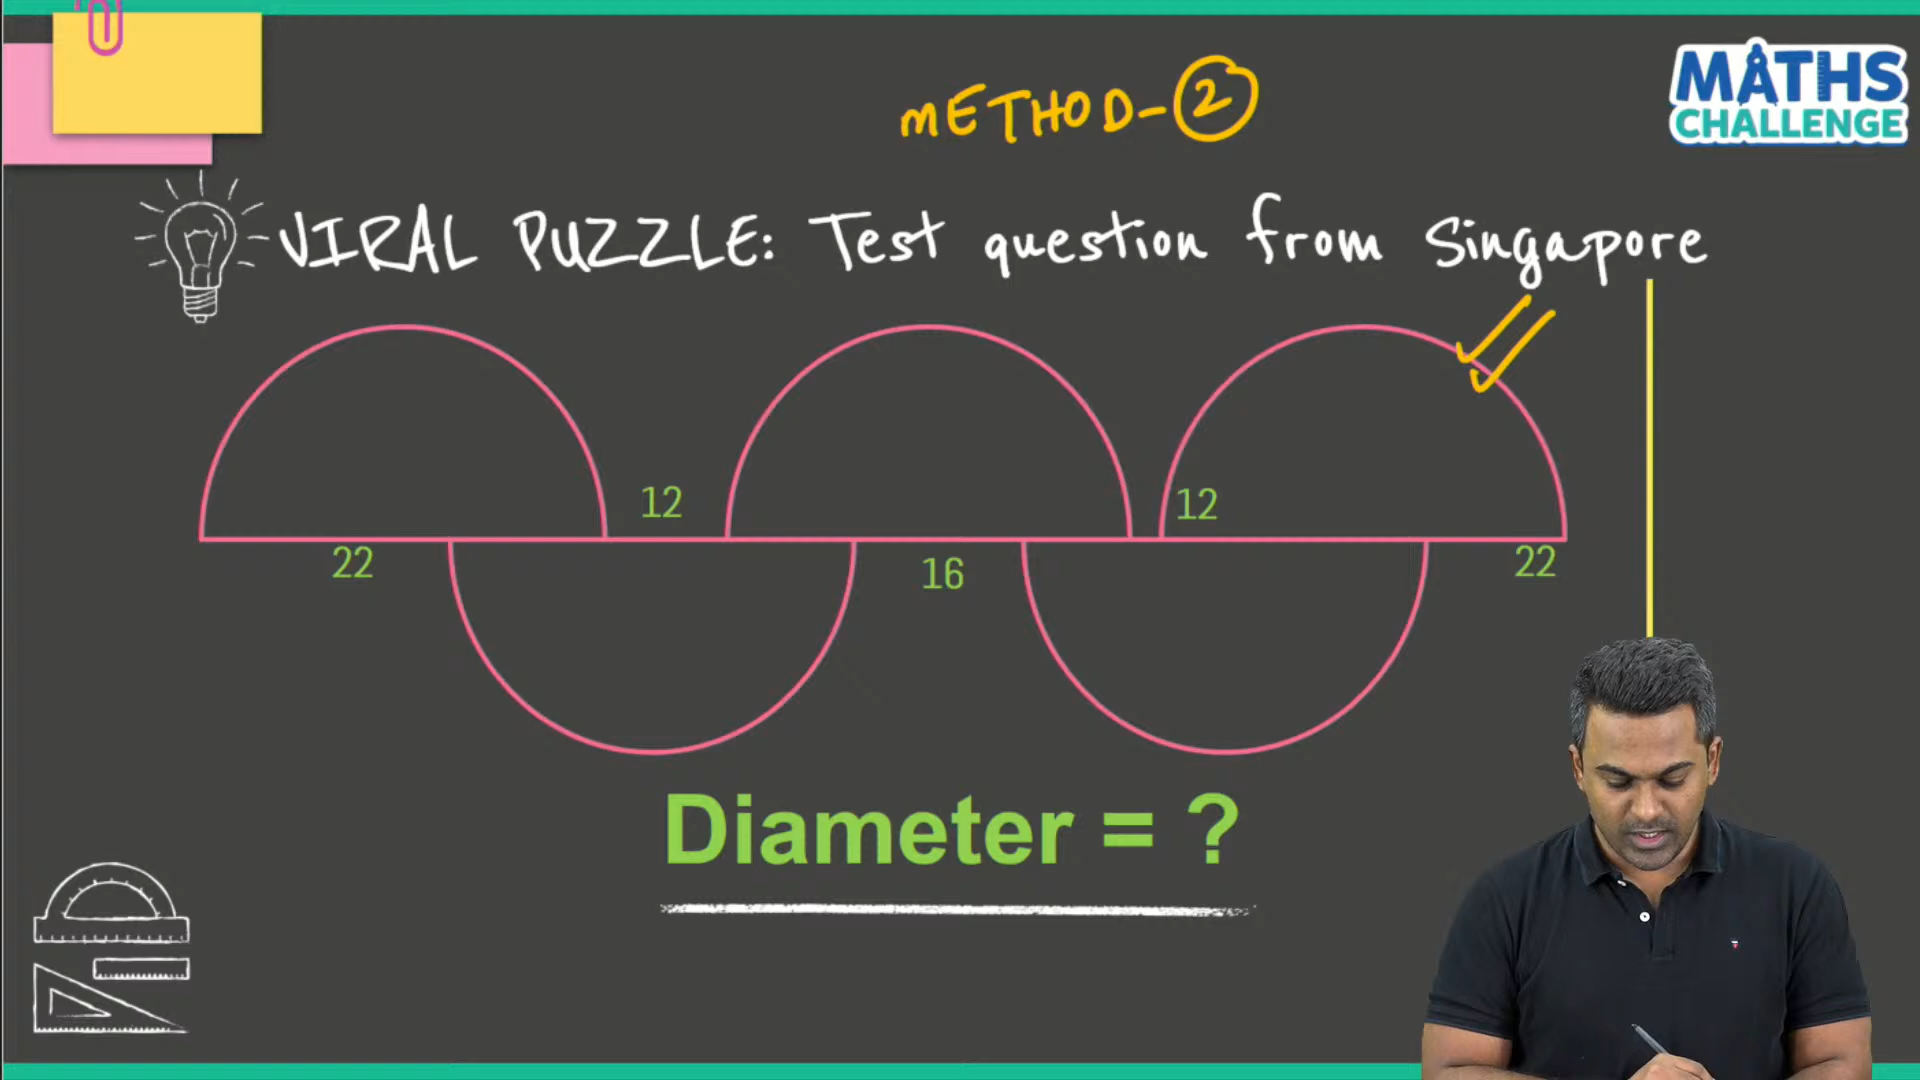 METHOD-2
MATHS
CHALLENGE
VIRAL PUZZLE: Test question from Singapore
12
12
22
16
22
Diameter = ?